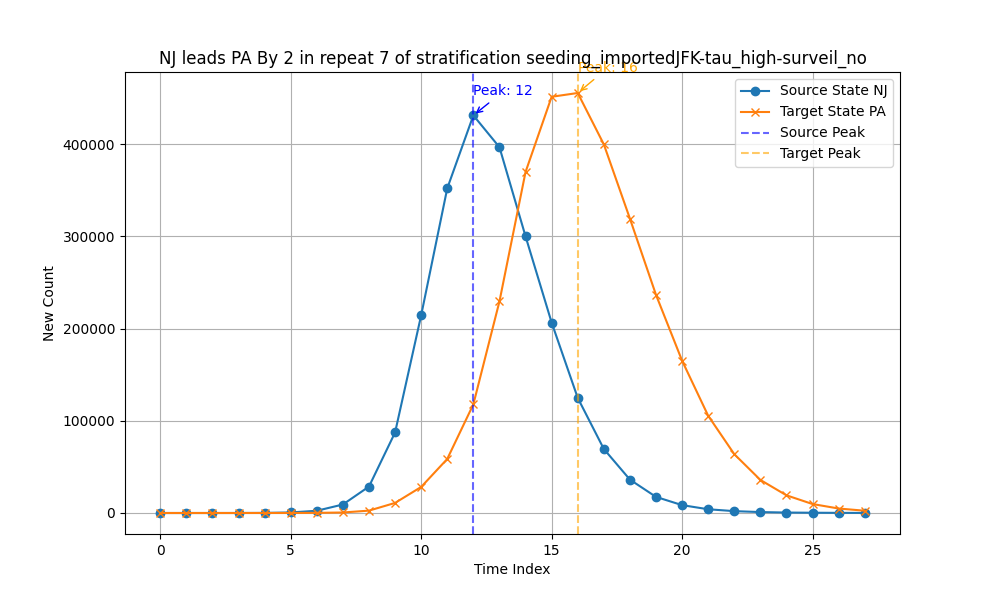 NJ leads PA By 2 in repeat 7 of stratification seeding_importedJFK-tau_high-surveil_no
Peak: 16
Peak: 12
Source State NJ
Target State PA
Source Peak
Target Peak
New Count
400000
300000
200000
100000
0
0 5 10 15 20 25
Time Index